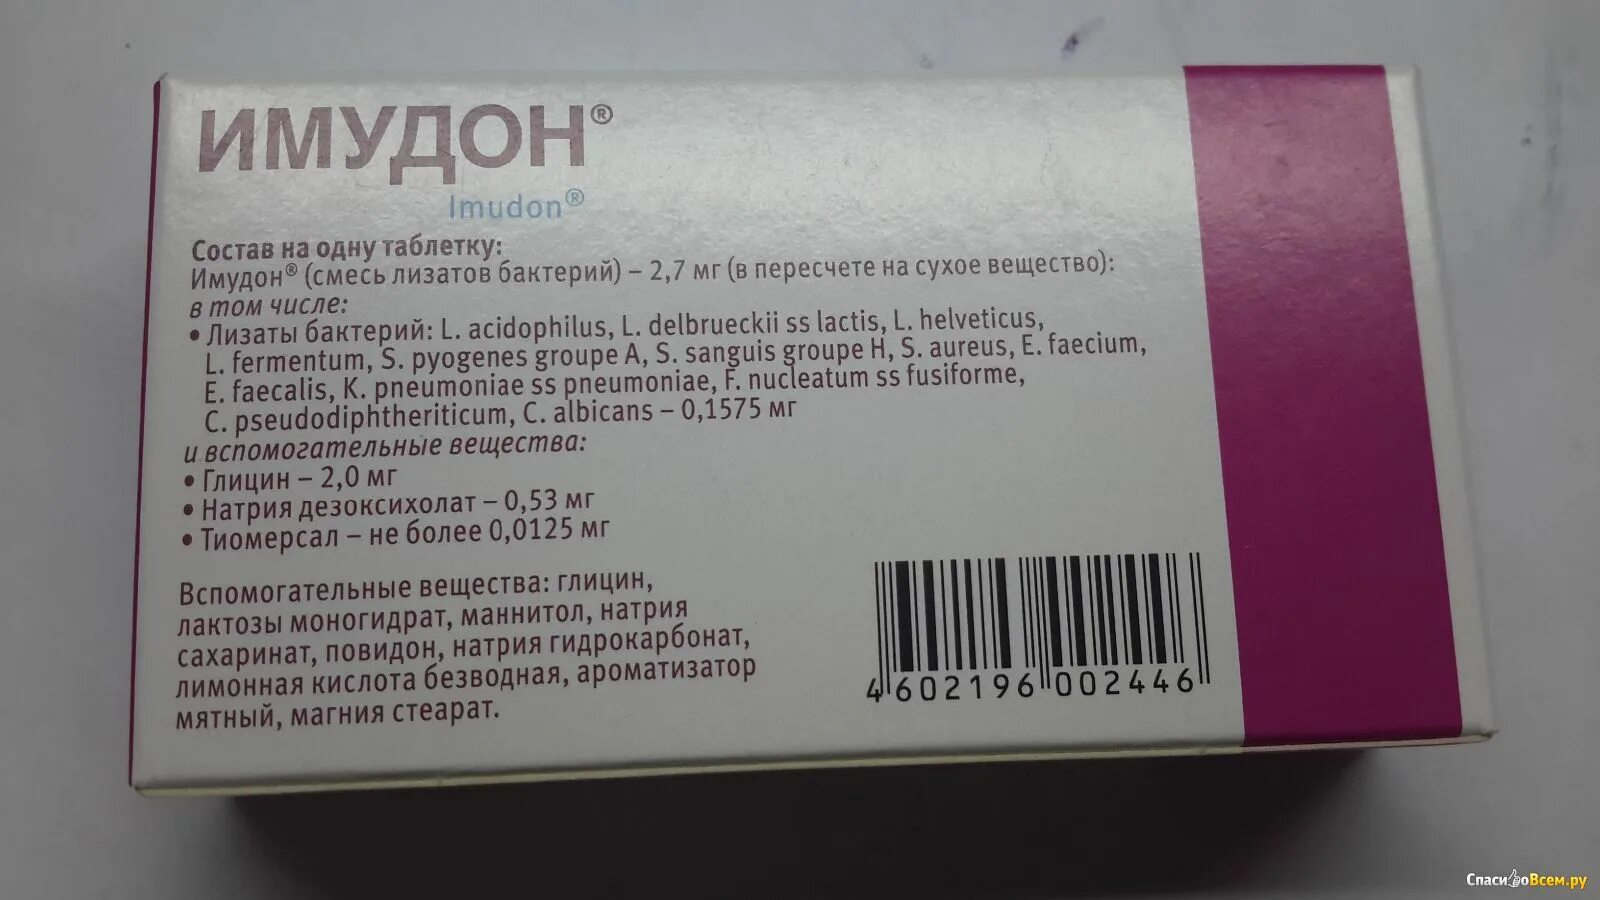 ИМУДОН®
Imudon®
Состав на одну таблетку:
Имудон® (смесь лизатов бактерий) – 2,7 мг (в пересчете на сухое вещество):
в том числе:
• Лизаты бактерий: L. acidophilus, L. delbrueckii ss lactis, L. helveticus,
L. fermentum, S. pyogenes groupe A, S. sanguis groupe H, S. aureus, E. faecium,
E. faecalis, K. pneumoniae ss pneumoniae, F. nucleatum ss fusiforme,
C. pseudodiphtheriticum, C. albicans – 0,1575 мг
и вспомогательные вещества:
• Глицин – 2,0 мг
• Натрия дезоксихолат – 0,53 мг
• Тиомерсал – не более 0,0125 мг
Вспомогательные вещества: глицин,
лактозы моногидрат, маннитол, натрия
сахаринат, повидон, натрия гидрокарбонат,
лимонная кислота безводная, ароматизатор
мятный, магния стеарат.
4 602196 002446
СпасибоВсем.ру